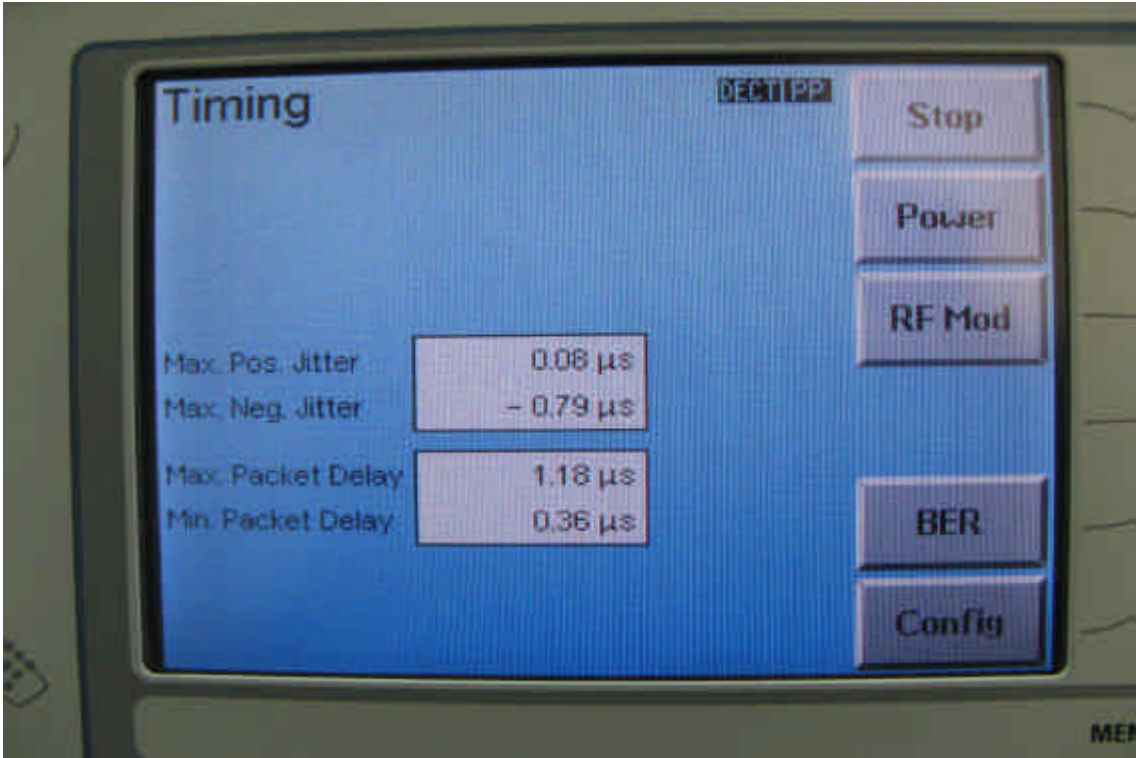 Timing
DECT PP
Stop
Power
RF Mod
Max. Pos. Jitter 0.08 µs
Max. Neg. Jitter – 0.79 µs
Max. Packet Delay 1.18 µs
Min. Packet Delay 0.36 µs
BER
Config